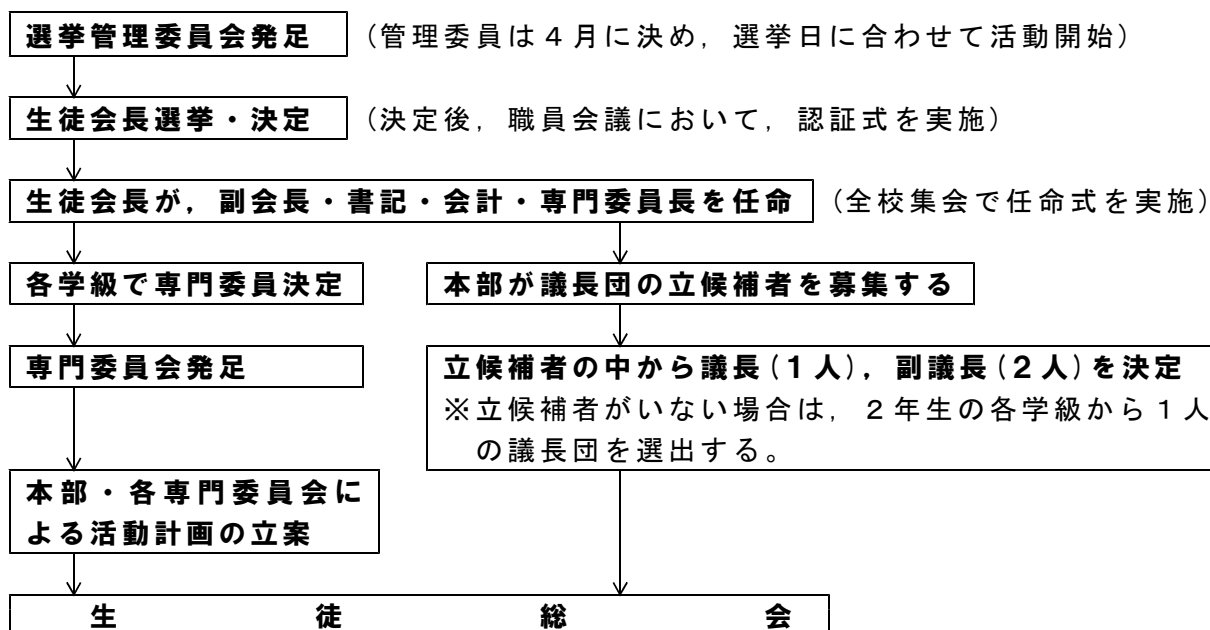 選挙管理委員会発足 (管理委員は4月に決め，選挙日に合わせて活動開始)
生徒会長選挙・決定 (決定後，職員会議において，認証式を実施)
生徒会長が，副会長・書記・会計・専門委員長を任命 (全校集会で任命式を実施)
各学級で専門委員決定
本部が議長団の立候補者を募集する
専門委員会発足
立候補者の中から議長(1人)，副議長(2人)を決定
※立候補者がいない場合は，2年生の各学級から1人
の議長団を選出する。
本部・各専門委員会に
よる活動計画の立案
生徒総会